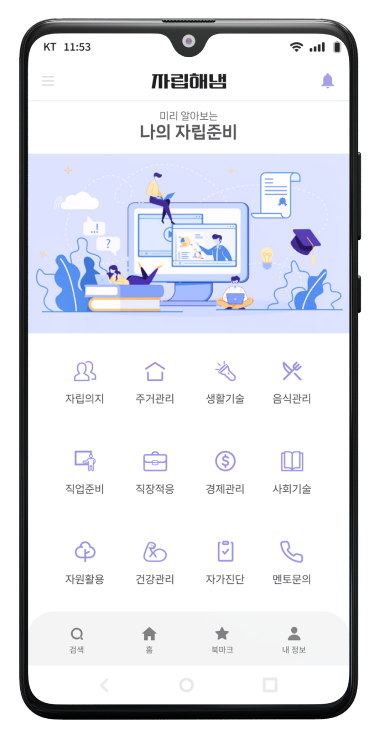 KT 11:53
자립해냄
미리 알아보는
나의 자립준비
..!
?
자립의지 주거관리 생활기술 음식관리
직업준비 직장적응 경제관리 사회기술
자원활용 건강관리 자가진단 멘토문의
검색 홈 북마크 내 정보